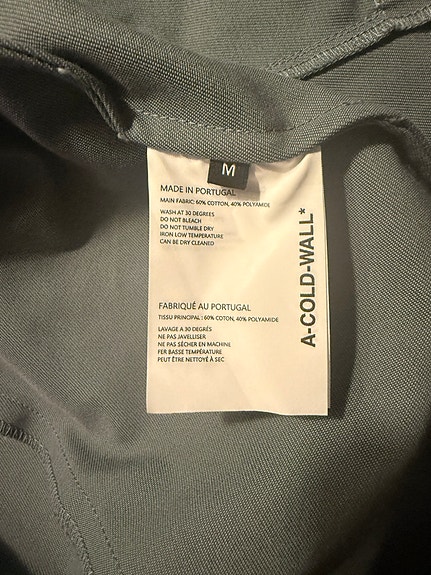 M
MADE IN PORTUGAL
MAIN FABRIC: 60% COTTON, 40% POLYAMIDE
WASH AT 30 DEGREES
DO NOT BLEACH
DO NOT TUMBLE DRY
IRON LOW TEMPERATURE
CAN BE DRY CLEANED
FABRIQUÉ AU PORTUGAL
TISSU PRINCIPAL : 60% COTON, 40% POLYAMIDE
LAVAGE A 30 DEGRÉS
NE PAS JAVELLISER
NE PAS SÉCHER EN MACHINE
FER BASSE TEMPÉRATURE
PEUT ÊTRE NETTOYÉ À SEC
A-COLD-WALL*